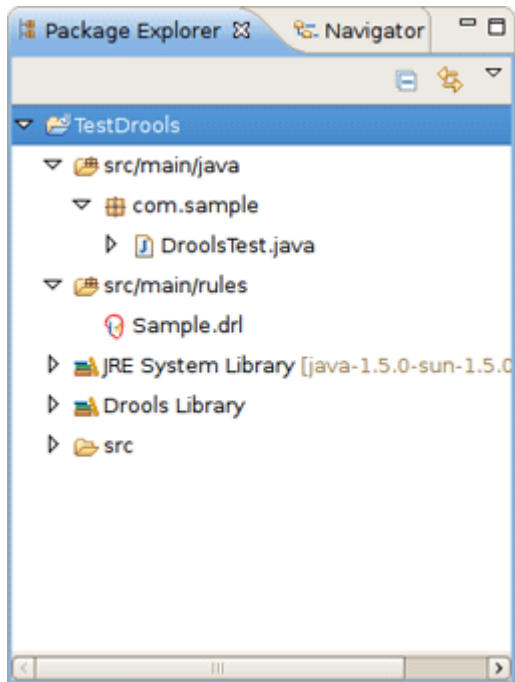 Package Explorer Navigator
TestDrools
src/main/java
com.sample
DroolsTest.java
src/main/rules
Sample.drl
JRE System Library [java-1.5.0-sun-1.5.0
Drools Library
src